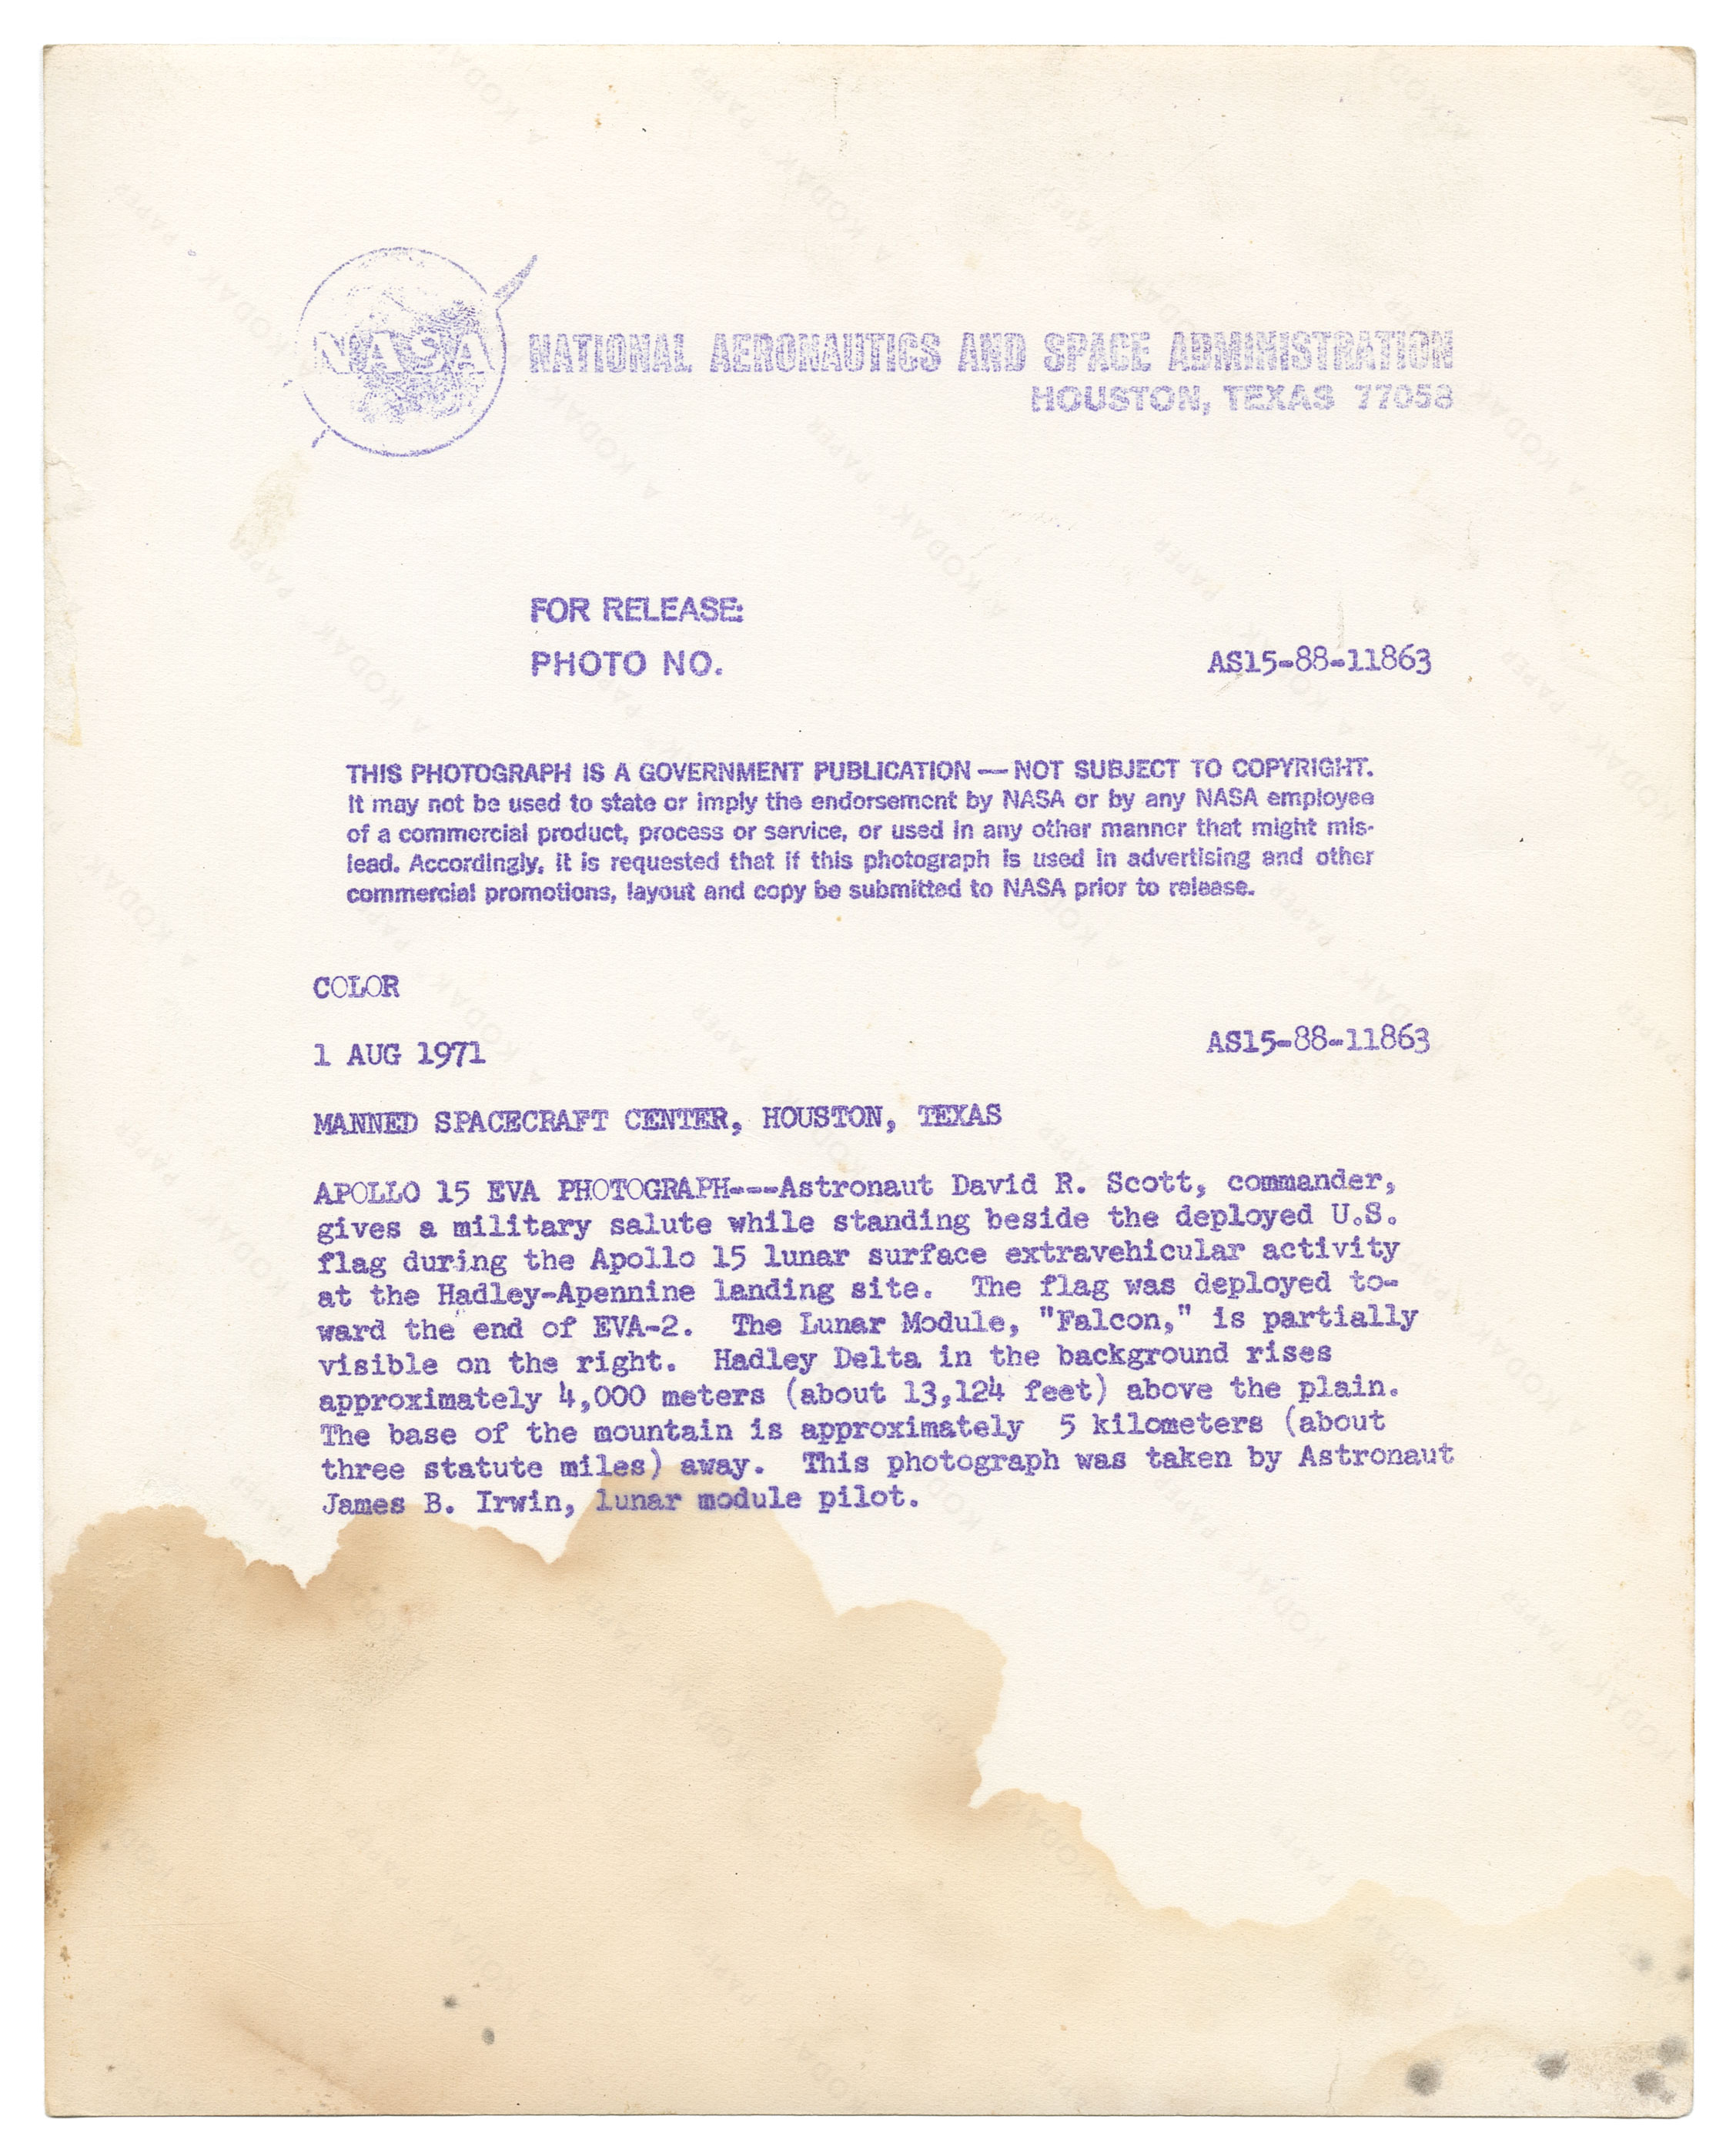 NASA
NATIONAL AERONAUTICS AND SPACE ADMINISTRATION
HOUSTON, TEXAS 77058
FOR RELEASE:
PHOTO NO. AS15-88-11863
THIS PHOTOGRAPH IS A GOVERNMENT PUBLICATION — NOT SUBJECT TO COPYRIGHT.
It may not be used to state or imply the endorsement by NASA or by any NASA employee
of a commercial product, process or service, or used in any other manner that might mis-
lead. Accordingly, it is requested that if this photograph is used in advertising and other
commercial promotions, layout and copy be submitted to NASA prior to release.
COLOR
1 AUG 1971 AS15-88-11863
MANNED SPACECRAFT CENTER, HOUSTON, TEXAS
APOLLO 15 EVA PHOTOGRAPH---Astronaut David R. Scott, commander,
gives a military salute while standing beside the deployed U.S.
flag during the Apollo 15 lunar surface extravehicular activity
at the Hadley-Apennine landing site. The flag was deployed to-
ward the end of EVA-2. The Lunar Module, "Falcon," is partially
visible on the right. Hadley Delta in the background rises
approximately 4,000 meters (about 13,124 feet) above the plain.
The base of the mountain is approximately 5 kilometers (about
three statute miles) away. This photograph was taken by Astronaut
James B. Irwin, lunar module pilot.